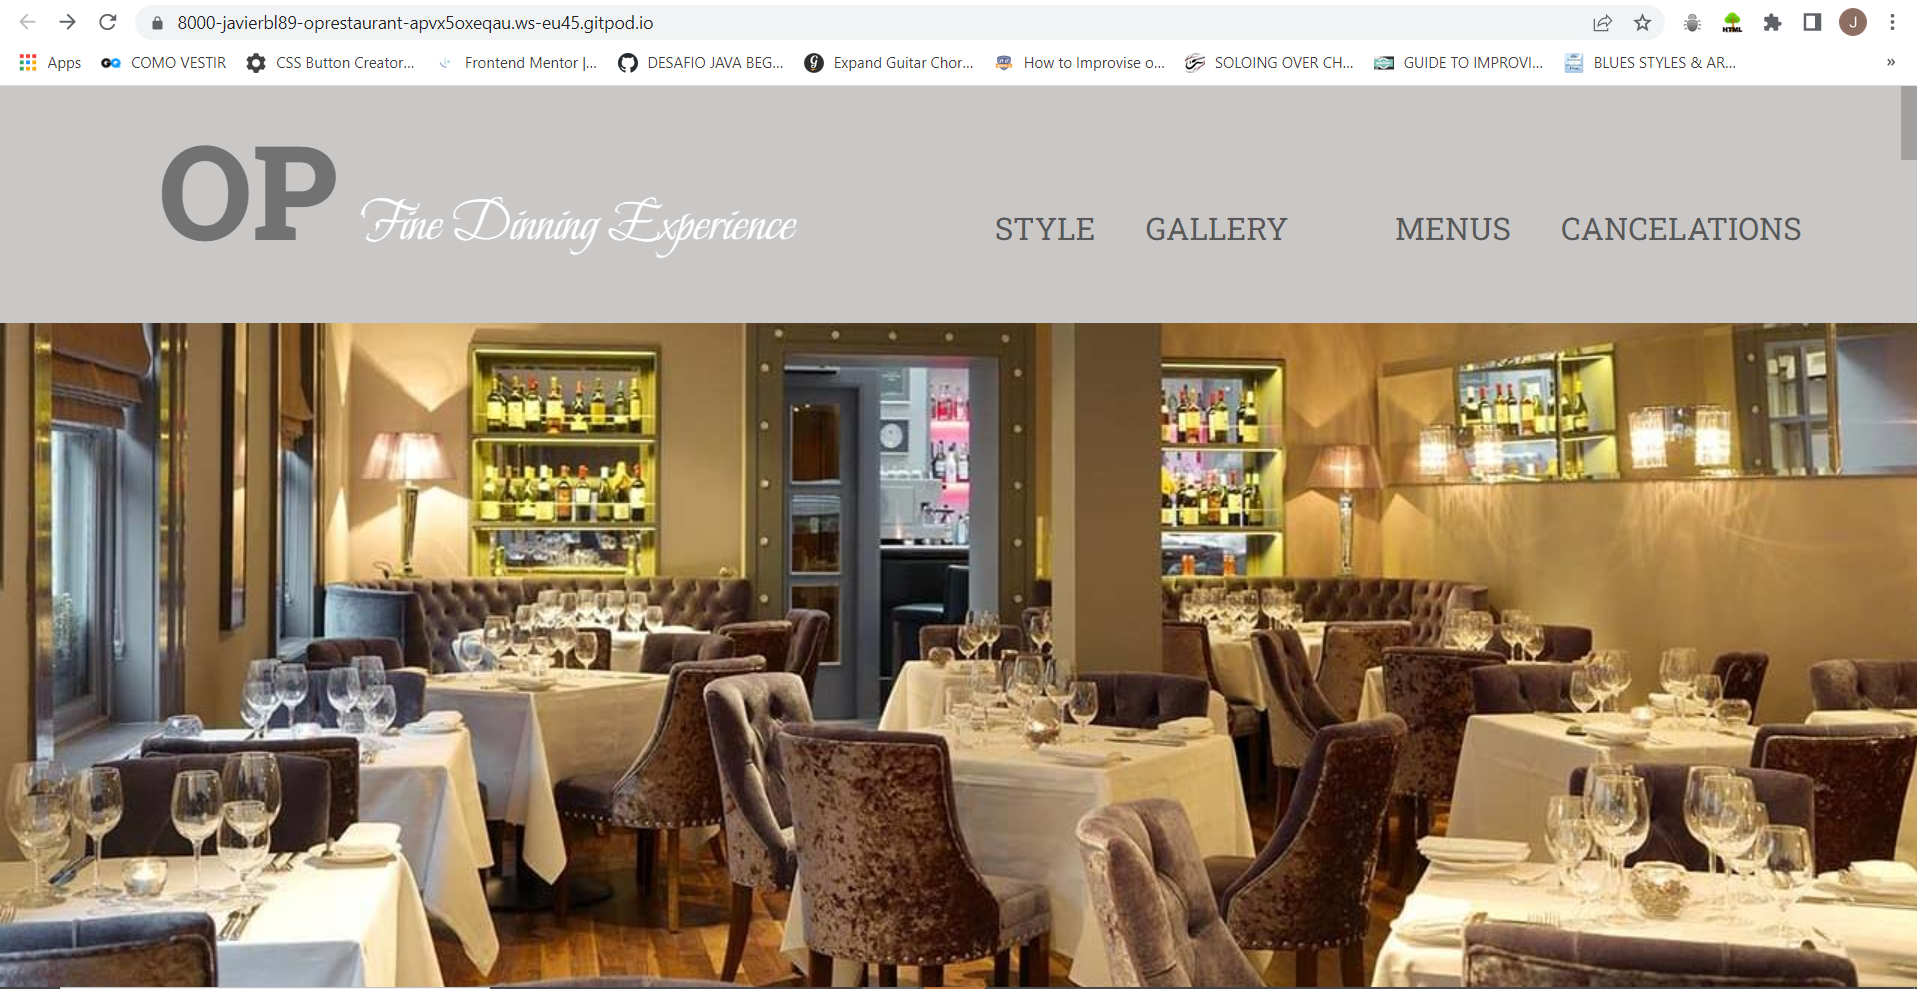 8000-javierbl89-oprestaurant-apvx5oxeqau.ws-eu45.gitpod.io
J
Apps COMO VESTIR CSS Button Creator... Frontend Mentor |... DESAFIO JAVA BEG... Expand Guitar Chor... How to Improvise o... SOLOING OVER CH... GUIDE TO IMPROVI... BLUES STYLES & AR... »
OP Fine Dinning Experience STYLE GALLERY MENUS CANCELATIONS